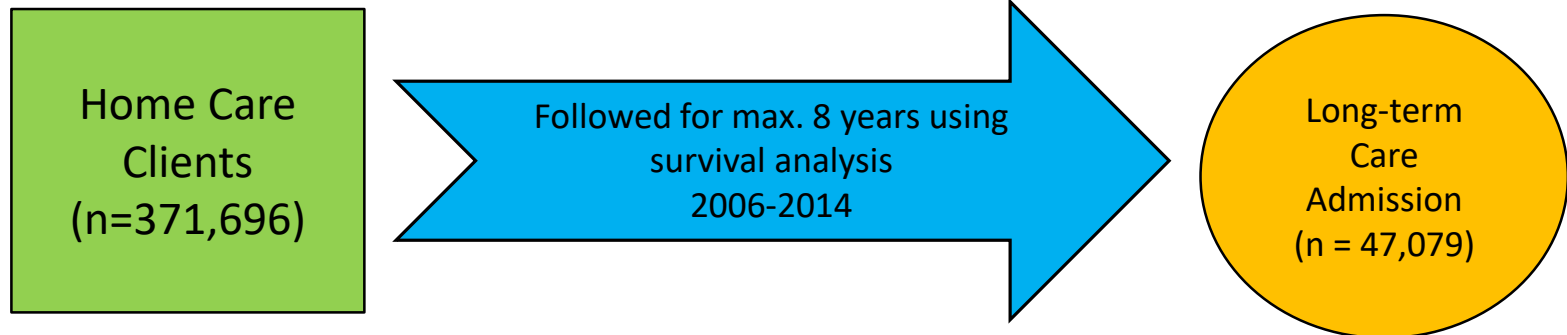 Home Care
Clients
(n=371,696)
Followed for max. 8 years using
survival analysis
2006-2014
Long-term
Care
Admission
(n = 47,079)